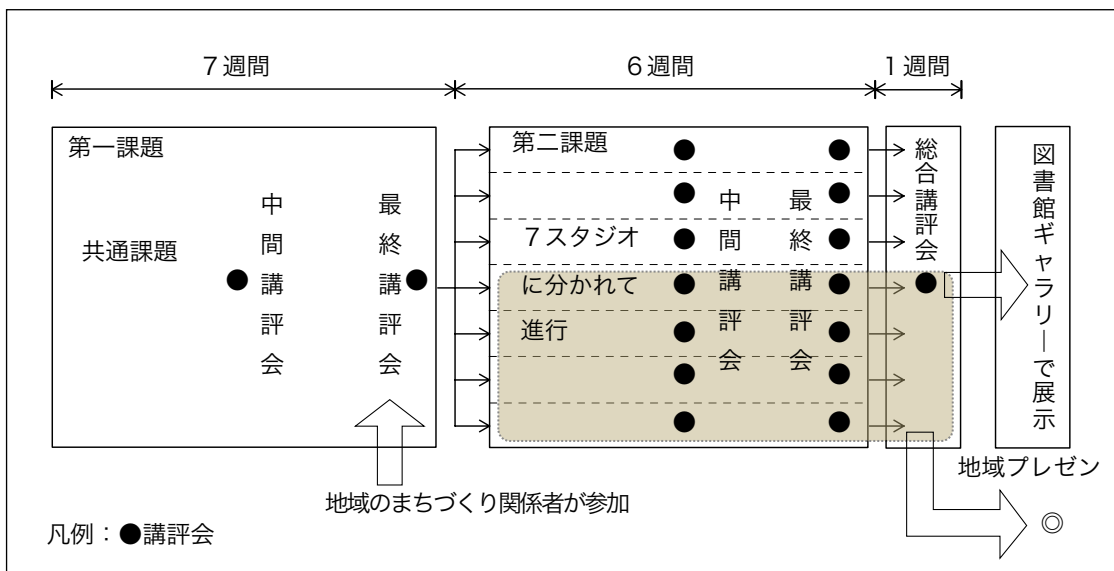 ７週間
６週間
１週間
第一課題
共通課題
中間講評会
最終講評会
第二課題
７スタジオ
に分かれて
進行
中間講評会
最終講評会
総合講評会
図書館ギャラリーで展示
地域プレゼン
◎
地域のまちづくり関係者が参加
凡例：●講評会